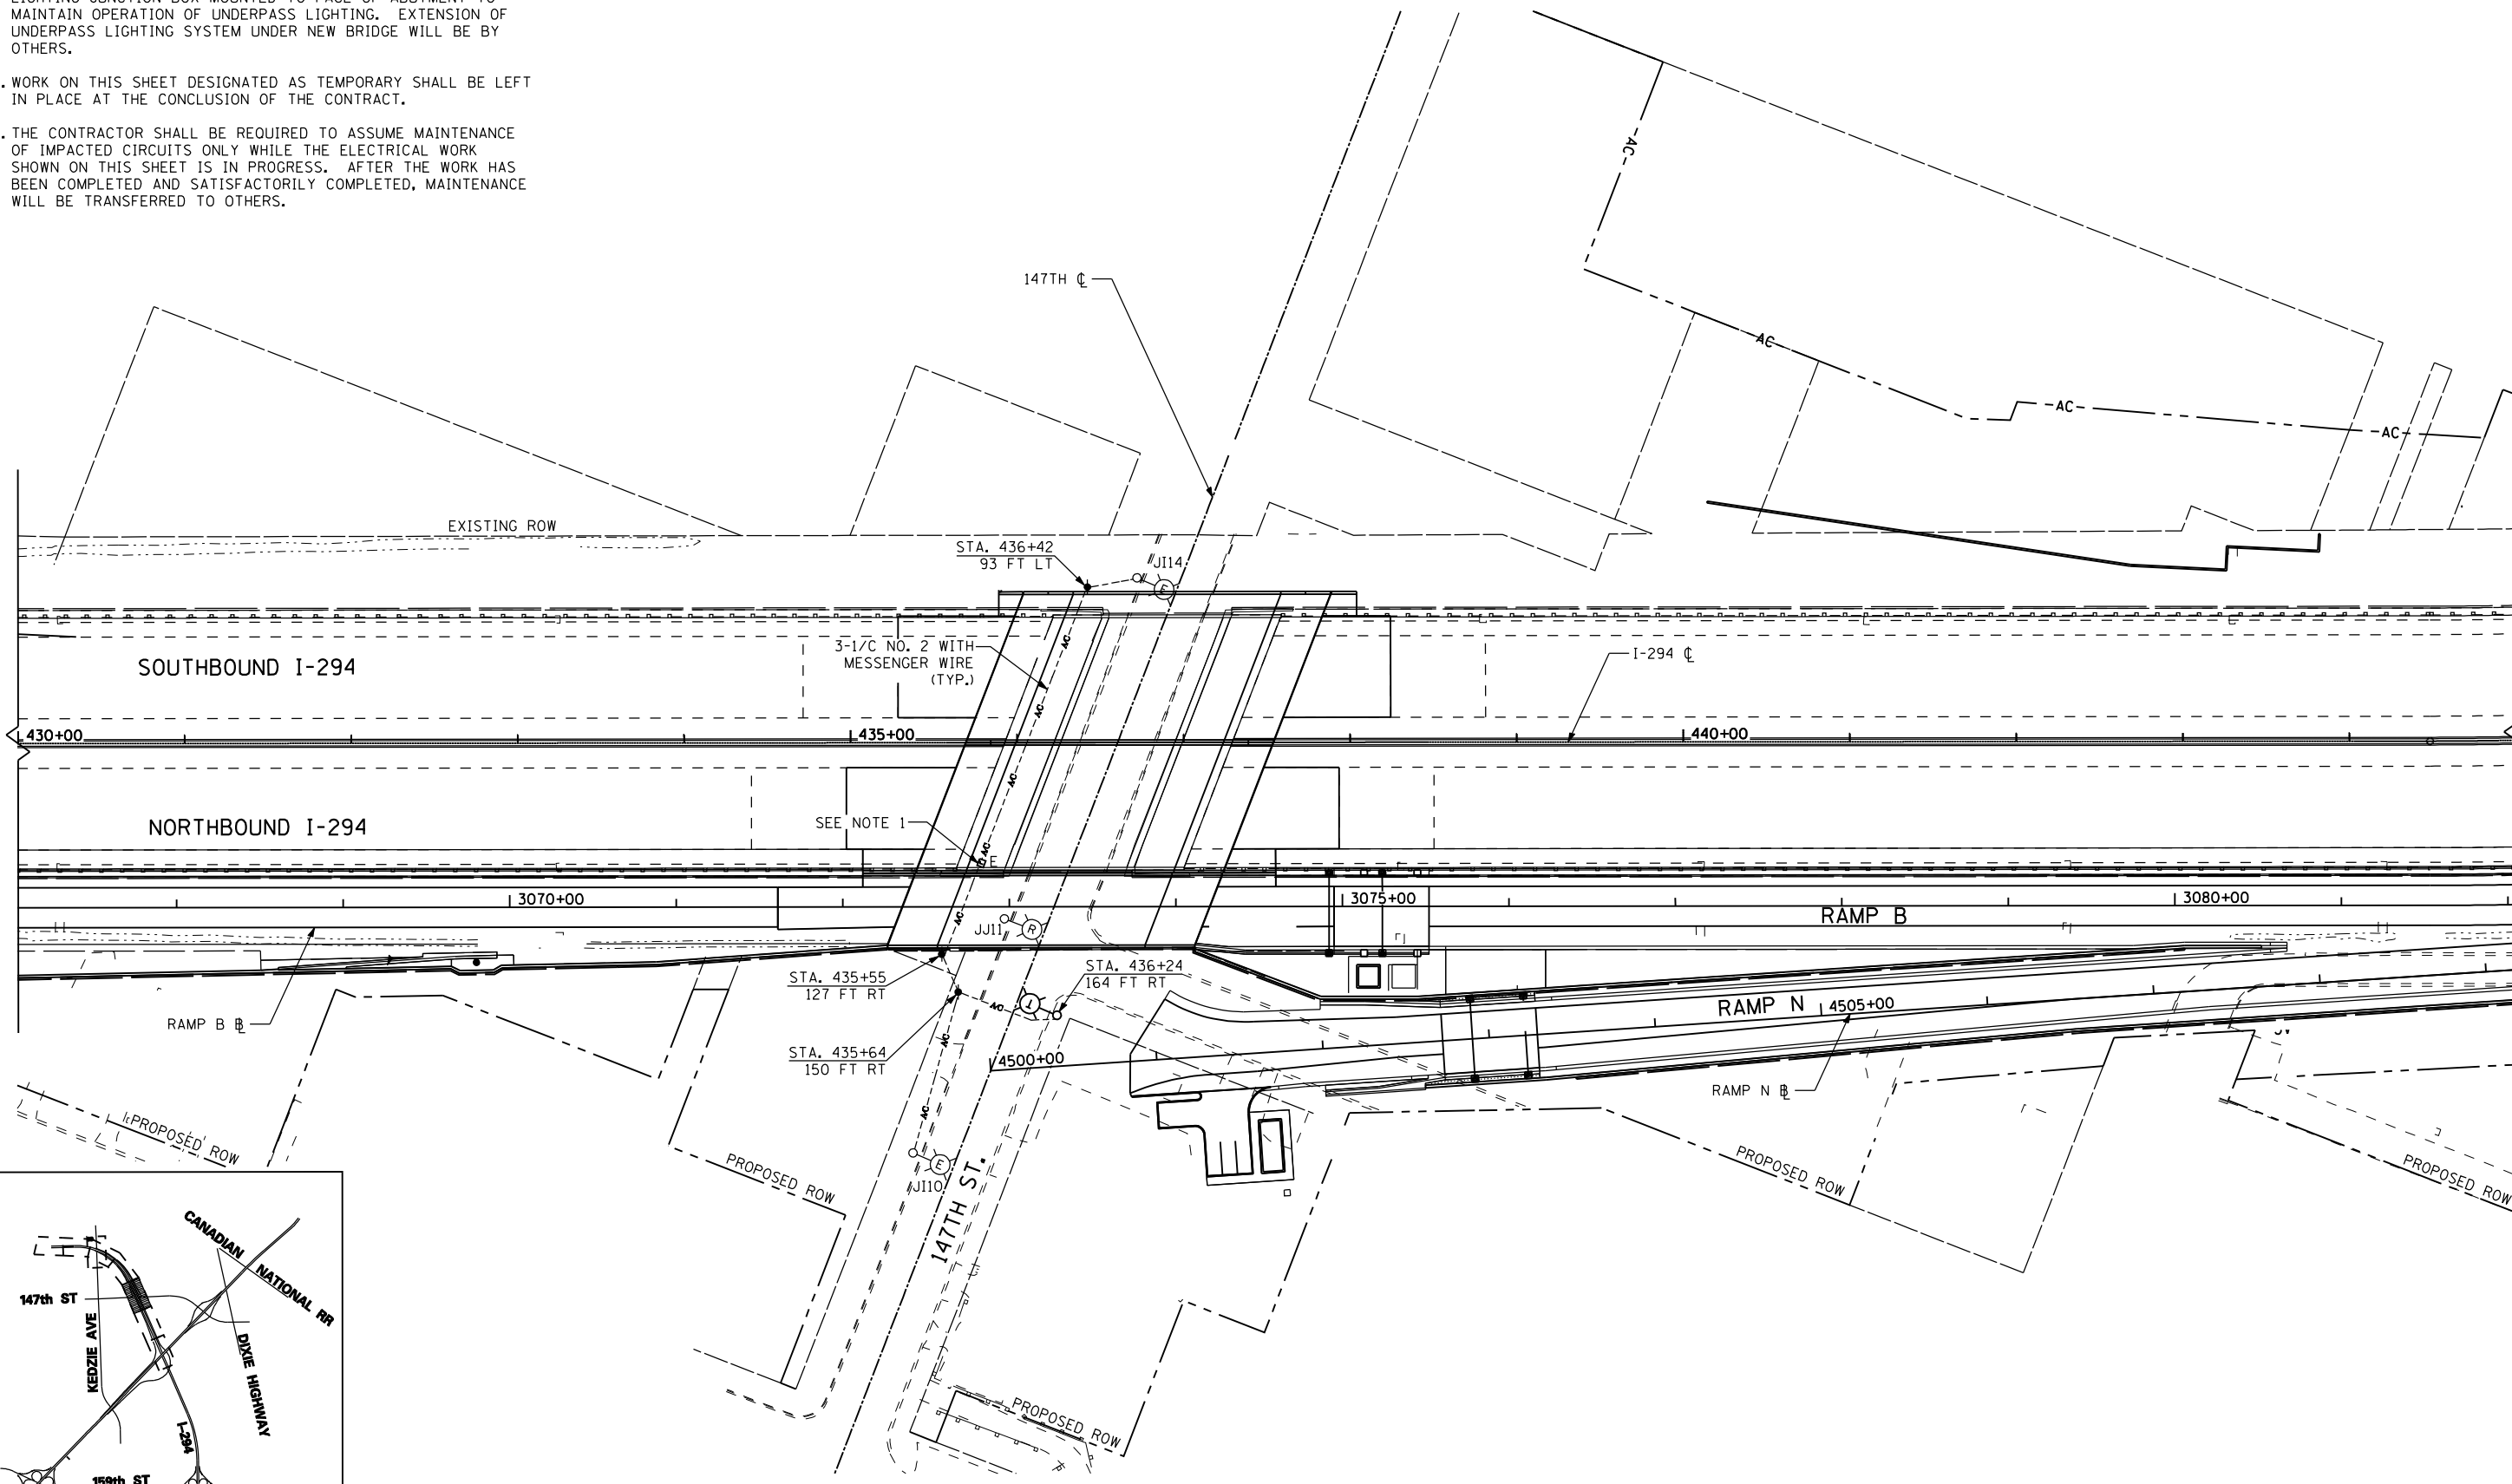 MAINTAIN OPERATION OF UNDERPASS LIGHTING. EXTENSION OF
UNDERPASS LIGHTING SYSTEM UNDER NEW BRIDGE WILL BE BY
OTHERS.
. WORK ON THIS SHEET DESIGNATED AS TEMPORARY SHALL BE LEFT
IN PLACE AT THE CONCLUSION OF THE CONTRACT.
. THE CONTRACTOR SHALL BE REQUIRED TO ASSUME MAINTENANCE
OF IMPACTED CIRCUITS ONLY WHILE THE ELECTRICAL WORK
SHOWN ON THIS SHEET IS IN PROGRESS. AFTER THE WORK HAS
BEEN COMPLETED AND SATISFACTORILY COMPLETED, MAINTENANCE
WILL BE TRANSFERRED TO OTHERS.
AC
147TH ℄
AC
AC
AC
EXISTING ROW
STA. 436+42
93 FT LT
JI14
E
3-1/C NO. 2 WITH
MESSENGER WIRE
(TYP.)
A/C
I-294 ℄
SOUTHBOUND I-294
A/C
430+00
435+00
440+00
A/C
NORTHBOUND I-294
SEE NOTE 1
A/C
E
3070+00
3075+00
3080+00
RAMP B
A/C
JJ11
R
STA. 435+55
127 FT RT
STA. 436+24
164 FT RT
T
A/C
RAMP N
4505+00
RAMP B BL
A/C
STA. 435+64
150 FT RT
4500+00
RAMP N BL
A/C
PROPOSED ROW
PROPOSED ROW
PROPOSED ROW
PROPOSED ROW
E
JI10
147TH ST.
CANADIAN
NATIONAL RR
147th ST
KEDZIE AVE
DIXIE HIGHWAY
I-294
159th ST
PROPOSED ROW